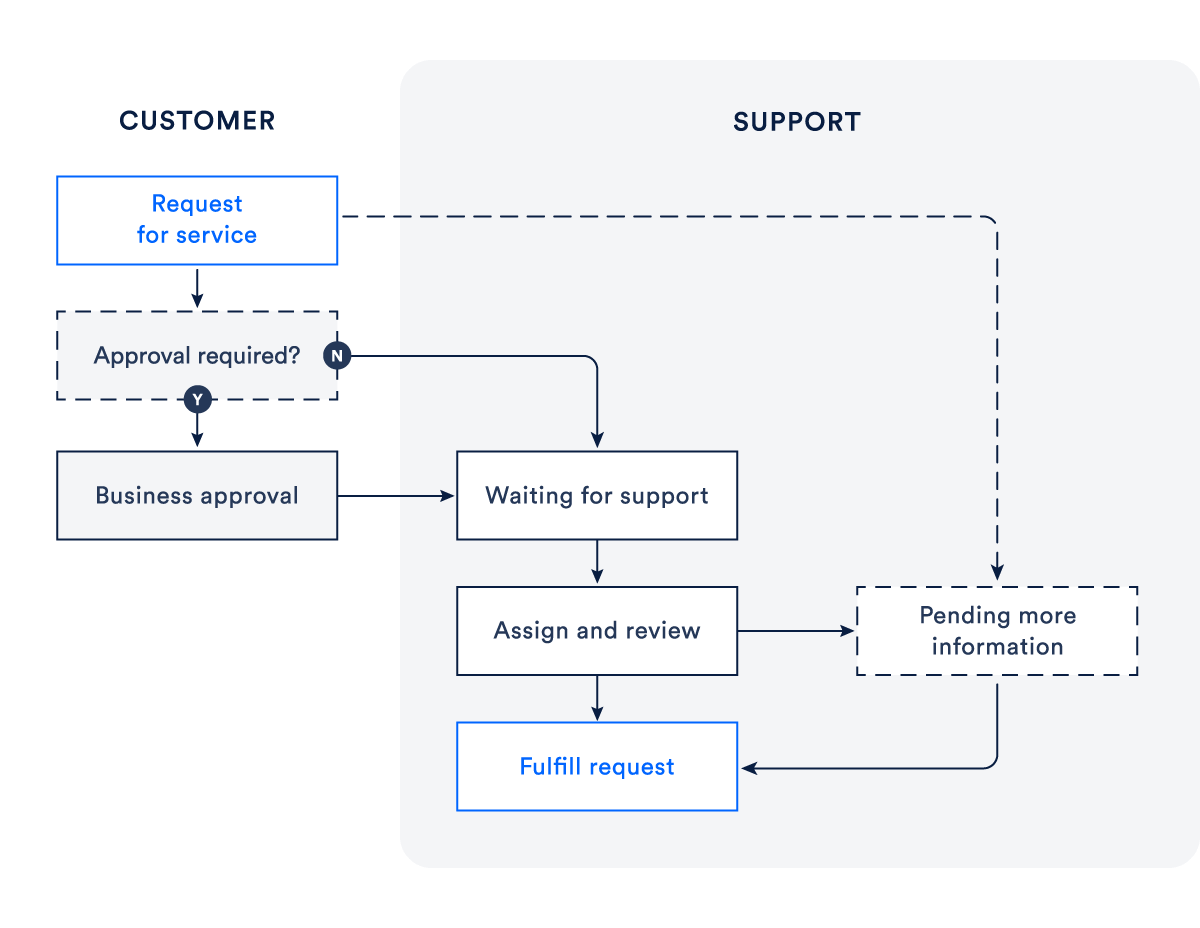 CUSTOMER
SUPPORT
Request
for service
Approval required?
N
Y
Business approval
Waiting for support
Assign and review
Pending more
information
Fulfill request